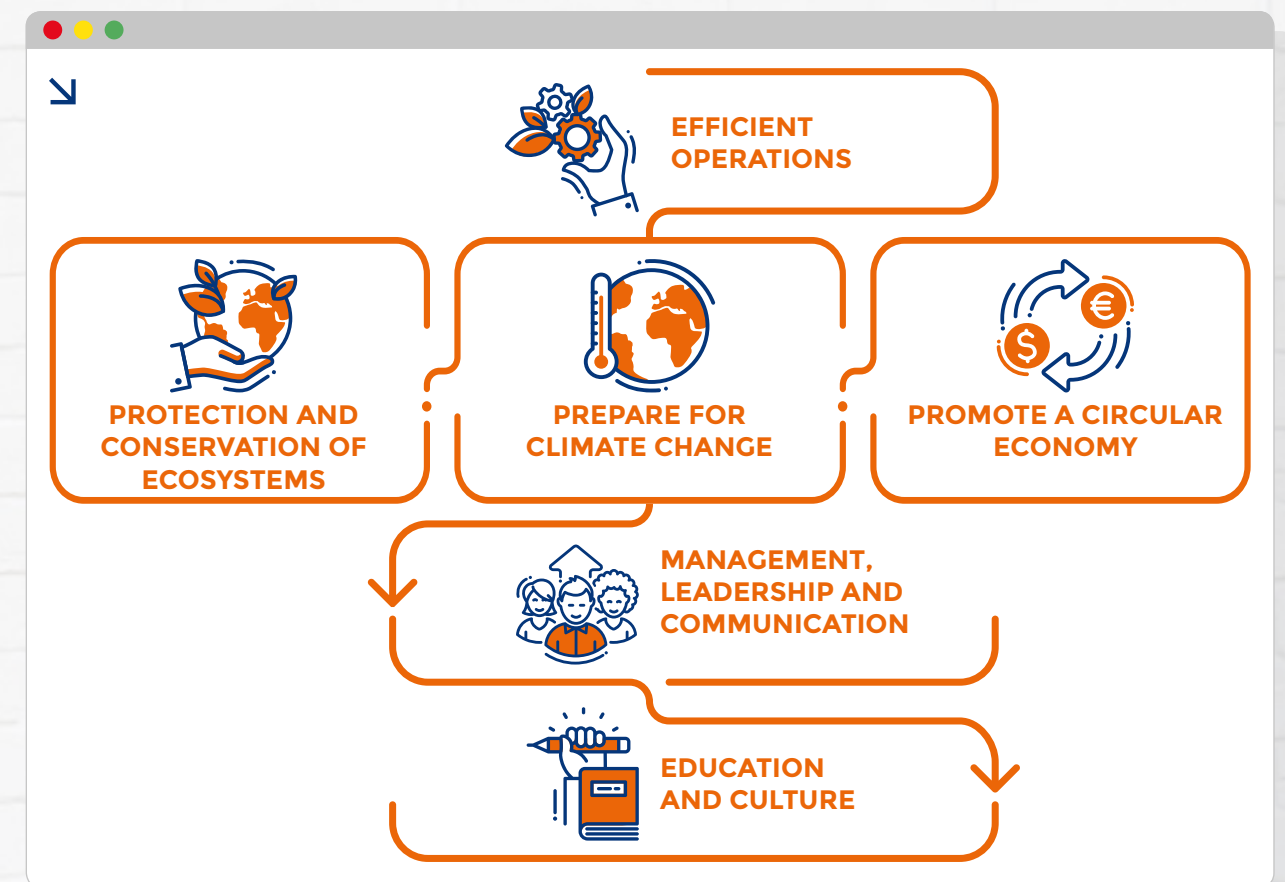 EFFICIENT
OPERATIONS
PROTECTION AND
CONSERVATION OF
ECOSYSTEMS
PREPARE FOR
CLIMATE CHANGE
€
$
PROMOTE A CIRCULAR
ECONOMY
MANAGEMENT,
LEADERSHIP AND
COMMUNICATION
EDUCATION
AND CULTURE